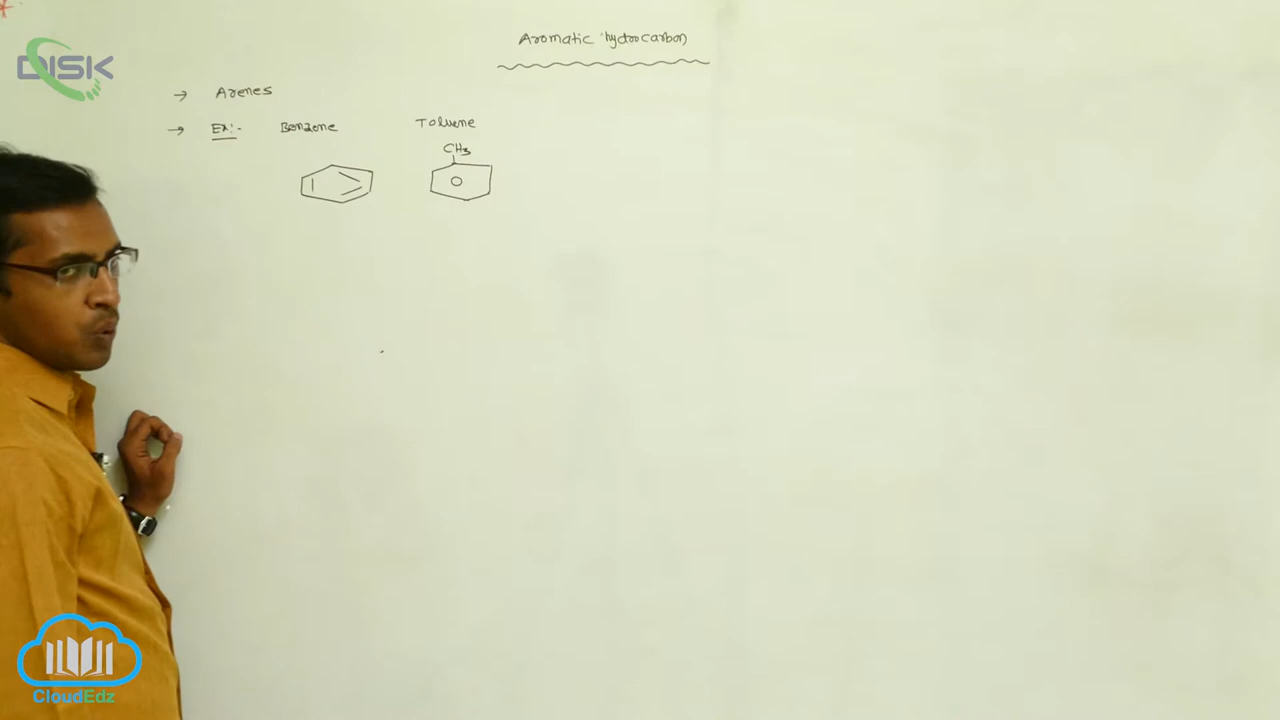 Aromatic hydrocarbon
DISK
→ Arenes
→ Ex:- Benzene Toluene
CH3
CloudEdz